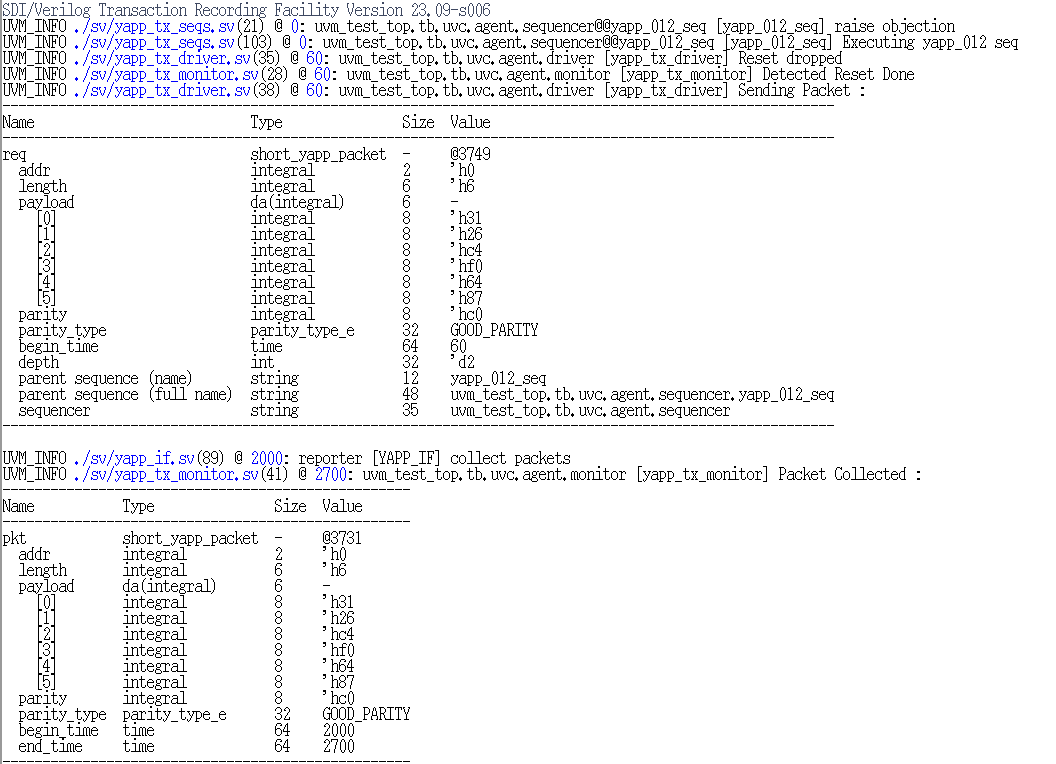 SDI/Verilog Transaction Recording Facility Version 23.09-s006
UVM_INFO ./sv/yapp_tx_seqs.sv(21) @ 0: uvm_test_top.tb.uvc.agent.sequencer@@yapp_012_seq [yapp_012_seq] raise objection
UVM_INFO ./sv/yapp_tx_seqs.sv(103) @ 0: uvm_test_top.tb.uvc.agent.sequencer@@yapp_012_seq [yapp_012_seq] Executing yapp_012 seq
UVM_INFO ./sv/yapp_tx_driver.sv(35) @ 60: uvm_test_top.tb.uvc.agent.driver [yapp_tx_driver] Reset dropped
UVM_INFO ./sv/yapp_tx_monitor.sv(28) @ 60: uvm_test_top.tb.uvc.agent.monitor [yapp_tx_monitor] Detected Reset Done
UVM_INFO ./sv/yapp_tx_driver.sv(38) @ 60: uvm_test_top.tb.uvc.agent.driver [yapp_tx_driver] Sending Packet :
--------------------------------------------------------------------------------------------------------
Name                           Type               Size  Value
--------------------------------------------------------------------------------------------------------
req                            short_yapp_packet  -     @3749
  addr                         integral           2     'h0
  length                       integral           6     'h6
  payload                      da(integral)       6     -
    [0]                        integral           8     'h31
    [1]                        integral           8     'h26
    [2]                        integral           8     'hc4
    [3]                        integral           8     'hf0
    [4]                        integral           8     'h64
    [5]                        integral           8     'h87
  parity                       integral           8     'hc0
  parity_type                  parity_type_e      32    GOOD_PARITY
  begin_time                   time               64    60
  depth                        int                32    'd2
  parent sequence (name)       string             12    yapp_012_seq
  parent sequence (full name)  string             48    uvm_test_top.tb.uvc.agent.sequencer.yapp_012_seq
  sequencer                    string             35    uvm_test_top.tb.uvc.agent.sequencer
--------------------------------------------------------------------------------------------------------
UVM_INFO ./sv/yapp_if.sv(89) @ 2000: reporter [YAPP_IF] collect packets
UVM_INFO ./sv/yapp_tx_monitor.sv(41) @ 2700: uvm_test_top.tb.uvc.agent.monitor [yapp_tx_monitor] Packet Collected :
---------------------------------------------------
Name           Type               Size  Value
---------------------------------------------------
pkt            short_yapp_packet  -     @3731
  addr         integral           2     'h0
  length       integral           6     'h6
  payload      da(integral)       6     -
    [0]        integral           8     'h31
    [1]        integral           8     'h26
    [2]        integral           8     'hc4
    [3]        integral           8     'hf0
    [4]        integral           8     'h64
    [5]        integral           8     'h87
  parity       integral           8     'hc0
  parity_type  parity_type_e      32    GOOD_PARITY
  begin_time   time               64    2000
  end_time     time               64    2700
---------------------------------------------------